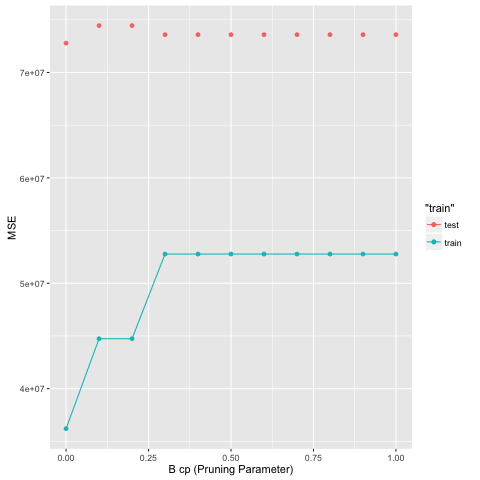 7e+07
6e+07
5e+07
4e+07
MSE
0.00 0.25 0.50 0.75 1.00
B cp (Pruning Parameter)
"train"
test
train